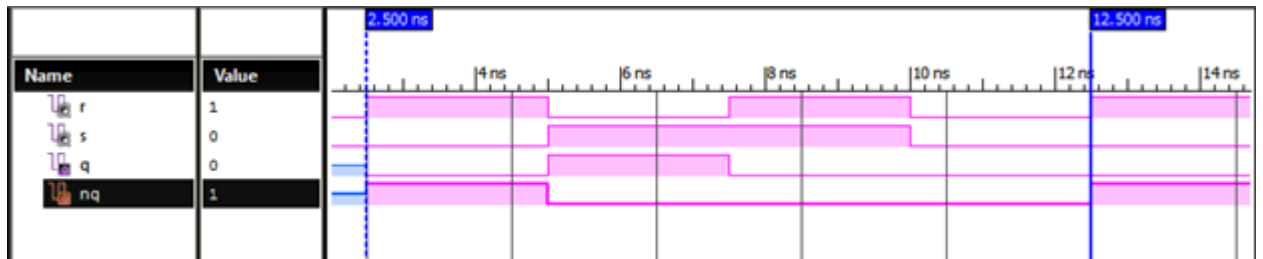 2.500 ns 12.500 ns
Name Value 4 ns 6 ns 8 ns 10 ns 12 ns 14 ns
r 1
s 0
q 0
nq 1